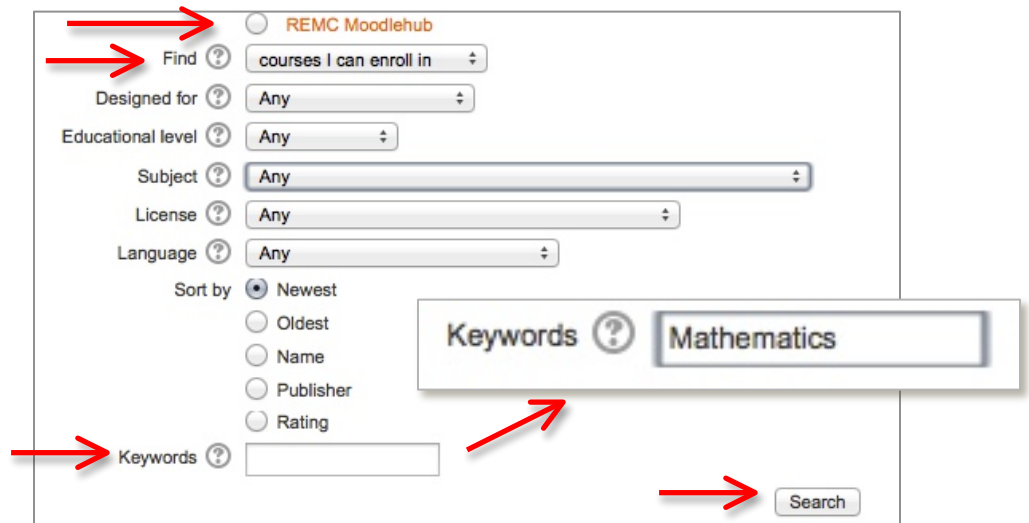 REMC Moodlehub
Find ? courses I can enroll in
Designed for ? Any
Educational level ? Any
Subject ? Any
License ? Any
Language ? Any
Sort by Newest
Oldest
Name
Publisher
Rating
Keywords ? Mathematics
Keywords ?
Search